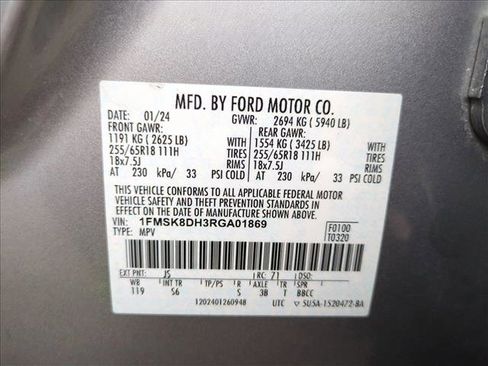 MFD. BY FORD MOTOR CO.
DATE: 01/24 GVWR: 2694 KG ( 5940 LB)
FRONT GAWR: REAR GAWR:
1191 KG ( 2625 LB) WITH 1554 KG ( 3425 LB) WITH
255/65R18 111H TIRES 255/65R18 111H TIRES
18x7.5J RIMS 18x7.5J RIMS
AT 230 kPa/ 33 PSI COLD AT 230 kPa/ 33 PSI COLD
THIS VEHICLE CONFORMS TO ALL APPLICABLE FEDERAL MOTOR
VEHICLE SAFETY AND THEFT PREVENTION STANDARDS IN EFFECT
ON THE DATE OF MANUFACTURE SHOWN ABOVE.
VIN: 1FMSK8DH3RGA01869 F0100
TYPE: MPV T0320
EXT PNT: JS RC: 71 DSO:
WB INT TR TP/PS R AXLE TR SPR
T19 S6 S 3B T BBCC
1202401260948 UTC 5U5A-1520472-BA